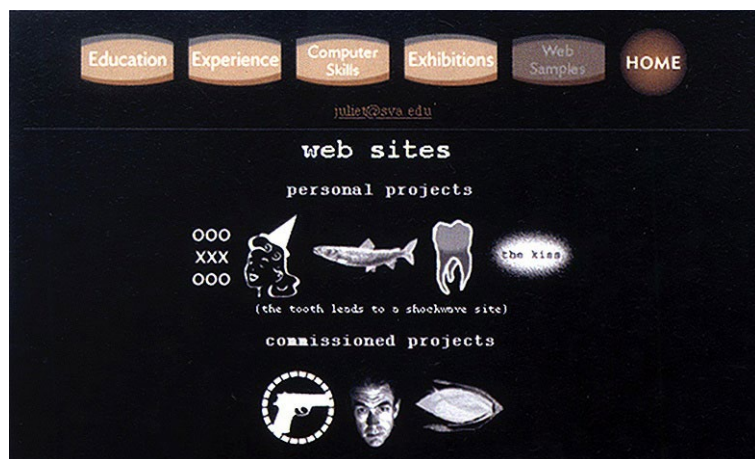 Education Experience Computer Skills Exhibitions Web Samples HOME
juliet@sva.edu
web sites
personal projects
OOO
XXX
OOO
the kiss
(the tooth leads to a shockwave site)
commissioned projects